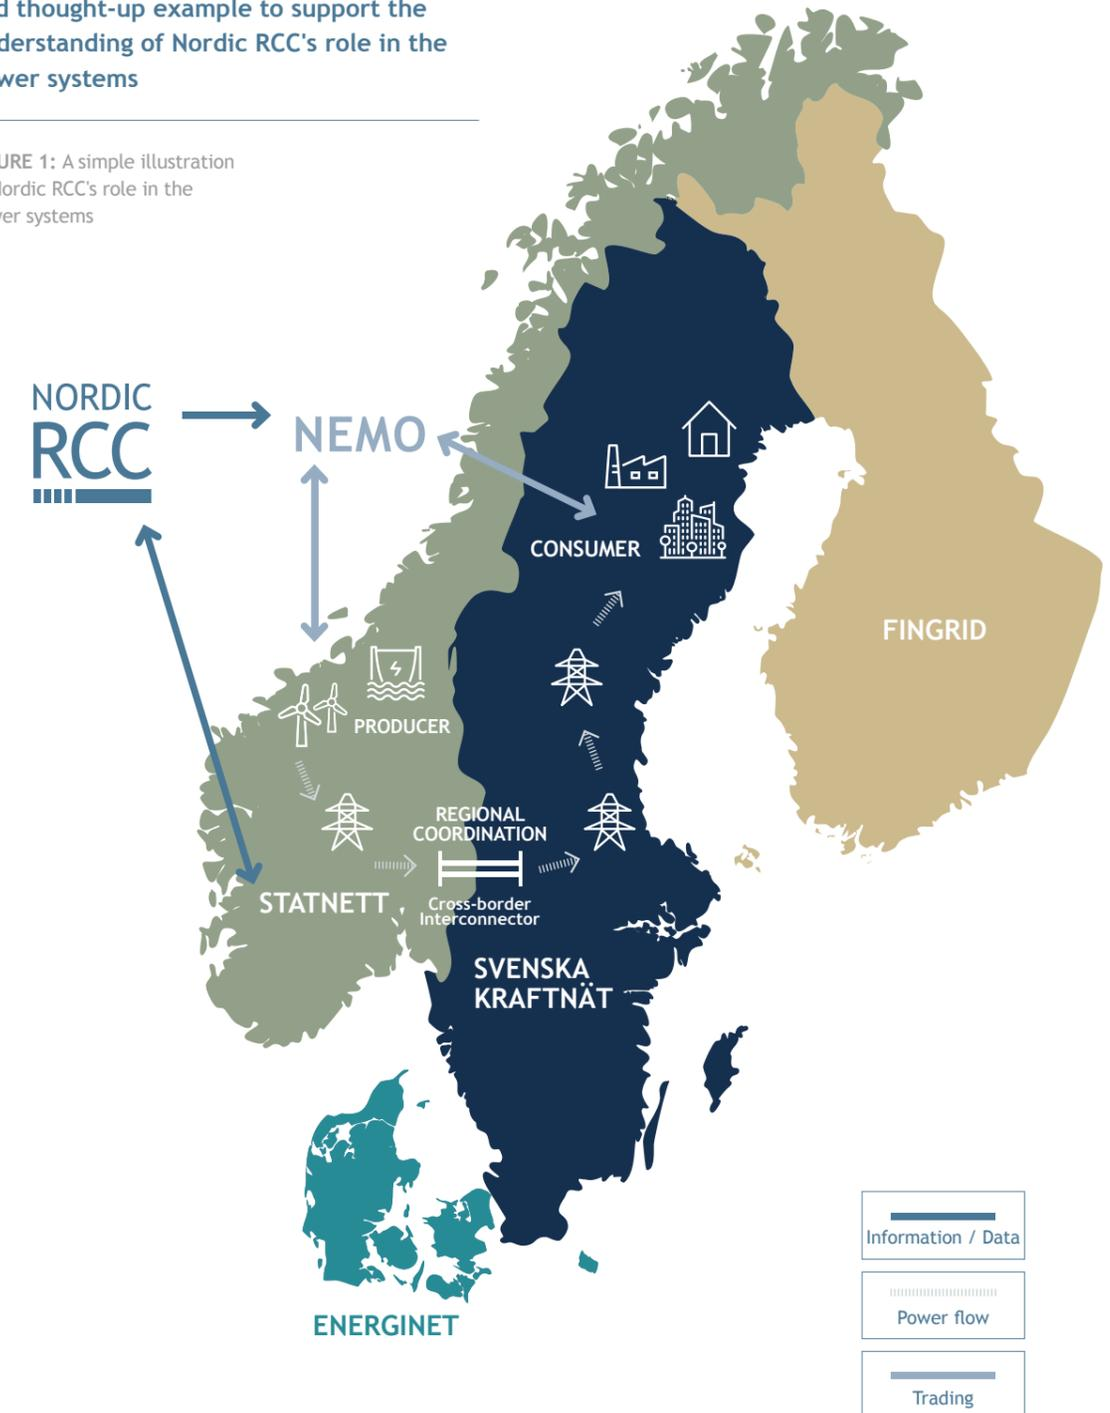 thought-up example to support the
derstanding of Nordic RCC's role in the
wer systems
URE 1: A simple illustration
Nordic RCC's role in the
er systems
NORDIC
RCC
NEMO
CONSUMER
FINGRID
PRODUCER
REGIONAL
COORDINATION
STATNETT
Cross-border
Interconnector
SVENSKA
KRAFTNÄT
ENERGINET
Information / Data
Power flow
Trading